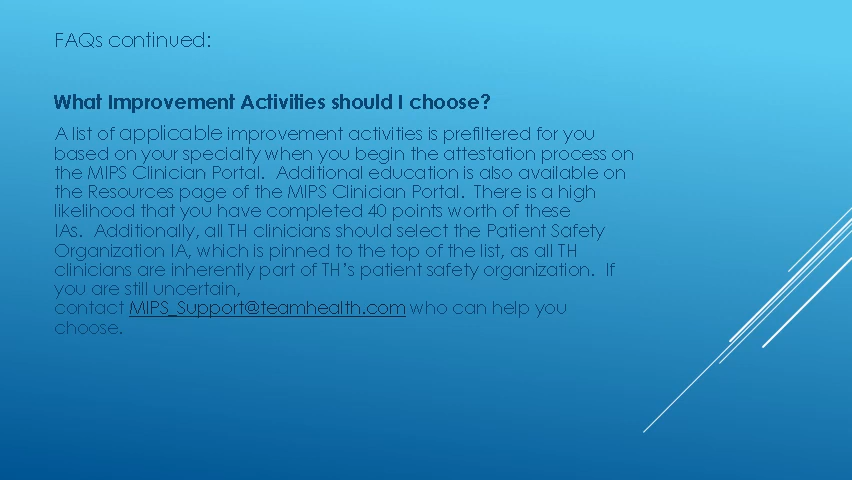 FAQs continued:
What Improvement Activities should I choose?
A list of applicable improvement activities is prefiltered for you
based on your specialty when you begin the attestation process on
the MIPS Clinician Portal.  Additional education is also available on
the Resources page of the MIPS Clinician Portal.  There is a high
likelihood that you have completed 40 points worth of these
IAs.  Additionally, all TH clinicians should select the Patient Safety
Organization IA, which is pinned to the top of the list, as all TH
clinicians are inherently part of TH's patient safety organization.  If
you are still uncertain,
contact MIPS_Support@teamhealth.com who can help you
choose.